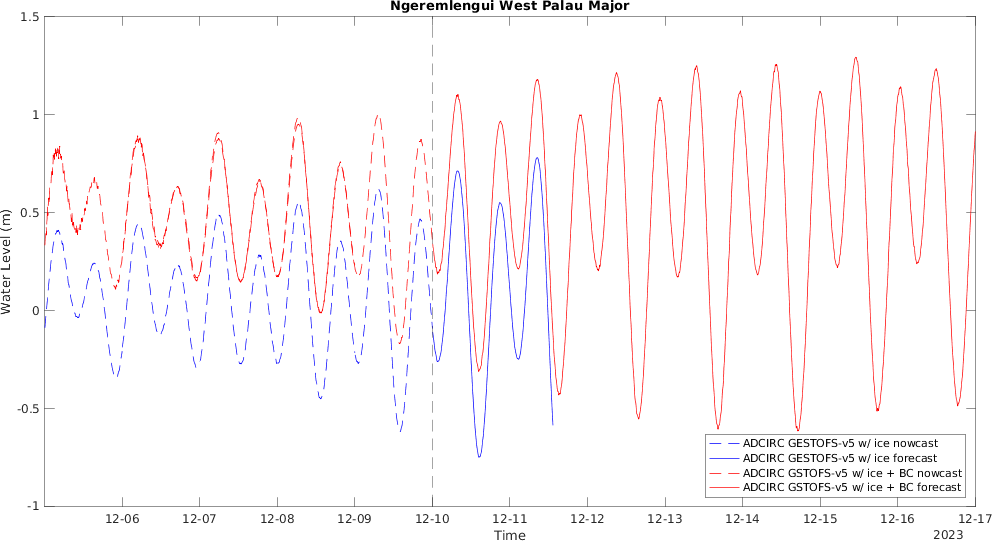 Ngeremlengui West Palau Major
1.5
1
0.5
0
-0.5
-1
Water Level (m)
ADCIRC GESTOFS-v5 w/ ice nowcast
ADCIRC GESTOFS-v5 w/ ice forecast
ADCIRC GSTOFS-v5 w/ ice + BC nowcast
ADCIRC GSTOFS-v5 w/ ice + BC forecast
12-06 12-07 12-08 12-09 12-10 12-11 12-12 12-13 12-14 12-15 12-16 12-17
Time
2023